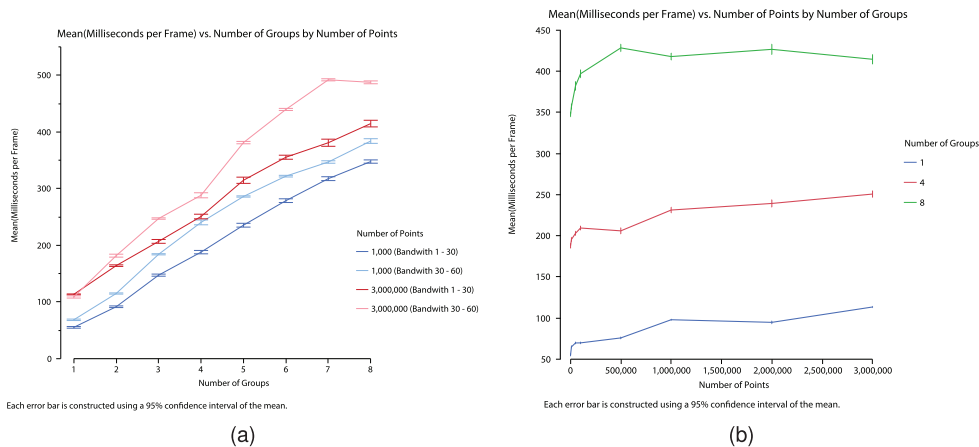 Mean(Milliseconds per Frame) vs. Number of Groups by Number of Points
Mean(Milliseconds per Frame)
500
400
300
200
100
0
1 2 3 4 5 6 7 8
Number of Groups
Number of Points
1,000 (Bandwith 1 - 30)
1,000 (Bandwith 30 - 60)
3,000,000 (Bandwith 1 - 30)
3,000,000 (Bandwith 30 - 60)
Each error bar is constructed using a 95% confidence interval of the mean.
(a)
Mean(Milliseconds per Frame) vs. Number of Points by Number of Groups
Mean(Milliseconds per Frame)
450
400
350
300
250
200
150
100
50
0 500,000 1,000,000 1,500,000 2,000,000 2,500,000 3,000,000
Number of Points
Number of Groups
1
4
8
Each error bar is constructed using a 95% confidence interval of the mean.
(b)